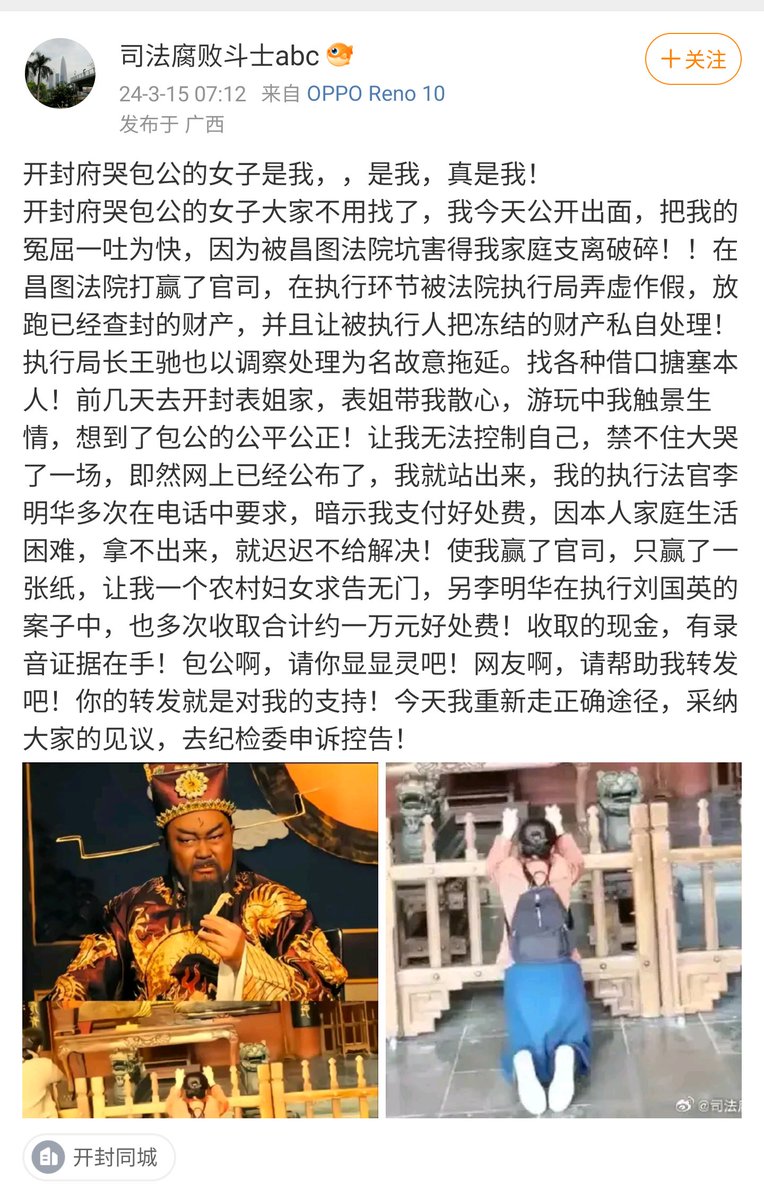 司法腐败斗士abc
+关注
24-3-15 07:12 来自 OPPO Reno 10
发布于 广西
开封府哭包公的女子是我，，是我，真是我！
开封府哭包公的女子大家不用找了，我今天公开出面，把我的
冤屈一吐为快，因为被昌图法院坑害得我家庭支离破碎！！在
昌图法院打赢了官司，在执行环节被法院执行局弄虚作假，放
跑已经查封的财产，并且让被执行人把冻结的财产私自处理！
执行局长王驰也以调察处理为名故意拖延。找各种借口搪塞本
人！前几天去开封表姐家，表姐带我散心，游玩中我触景生
情，想到了包公的公平公正！让我无法控制自己，禁不住大哭
了一场，即然网上已经公布了，我就站出来，我的执行法官李
明华多次在电话中要求，暗示我支付好处费，因本人家庭生活
困难，拿不出来，就迟迟不给解决！使我赢了官司，只赢了一
张纸，让我一个农村妇女求告无门，另李明华在执行刘国英的
案子中，也多次收取合计约一万元好处费！收取的现金，有录
音证据在手！包公啊，请你显显灵吧！网友啊，请帮助我转发
吧！你的转发就是对我的支持！今天我重新走正确途径，采纳
大家的见议，去纪检委申诉控告！
@司法
开封同城